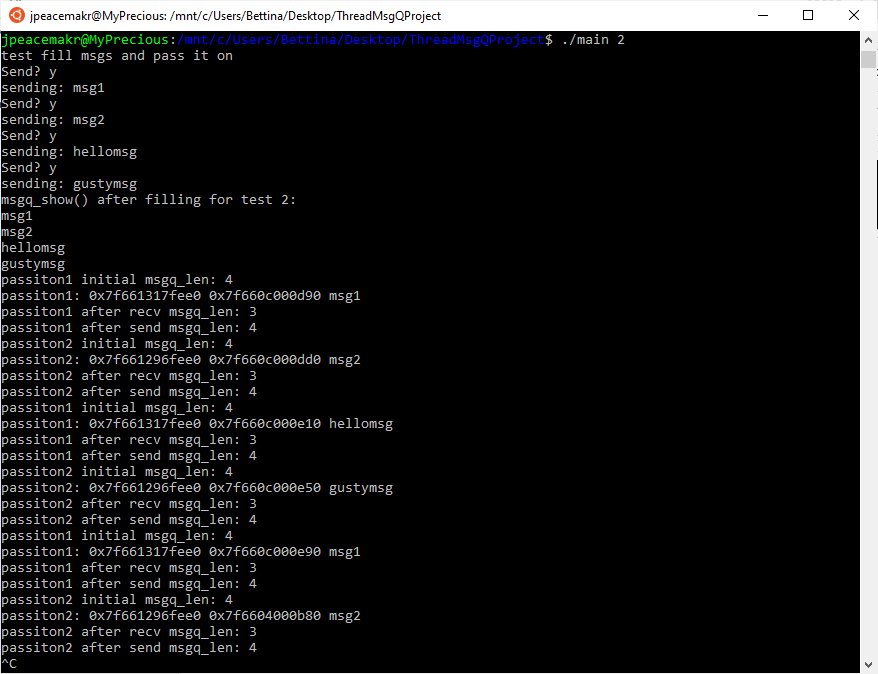 jpeacemakr@MyPrecious: /mnt/c/Users/Bettina/Desktop/ThreadMsgQProject
jpeacemakr@MyPrecious:/mnt/c/Users/Bettina/Desktop/ThreadMsgQProject$ ./main 2
test fill msgs and pass it on
Send? y
sending: msg1
Send? y
sending: msg2
Send? y
sending: hellomsg
Send? y
sending: gustymsg
msgq_show() after filling for test 2:
msg1
msg2
hellomsg
gustymsg
passiton1 initial msgq_len: 4
passiton1: 0x7f661317fee0 0x7f660c000d90 msg1
passiton1 after recv msgq_len: 3
passiton1 after send msgq_len: 4
passiton2 initial msgq_len: 4
passiton2: 0x7f661296fee0 0x7f660c000dd0 msg2
passiton2 after recv msgq_len: 3
passiton2 after send msgq_len: 4
passiton1 initial msgq_len: 4
passiton1: 0x7f661317fee0 0x7f660c000e10 hellomsg
passiton1 after recv msgq_len: 3
passiton1 after send msgq_len: 4
passiton2 initial msgq_len: 4
passiton2: 0x7f661296fee0 0x7f660c000e50 gustymsg
passiton2 after recv msgq_len: 3
passiton2 after send msgq_len: 4
passiton1 initial msgq_len: 4
passiton1: 0x7f661317fee0 0x7f660c000e90 msg1
passiton1 after recv msgq_len: 3
passiton1 after send msgq_len: 4
passiton2 initial msgq_len: 4
passiton2: 0x7f661296fee0 0x7f6604000b80 msg2
passiton2 after recv msgq_len: 3
passiton2 after send msgq_len: 4
^C